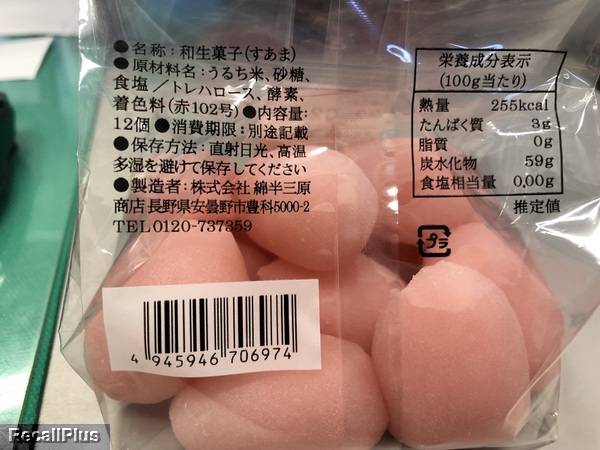 ●名称：和生菓子(すあま)
●原材料名：うるち米、砂糖、
食塩／トレハロース、酵素、
着色料(赤102号)●内容量：
12個●消費期限：別途記載
●保存方法：直射日光、高温
多湿を避けて保存してください
●製造者：株式会社 綿半三原
商店 長野県安曇野市豊科5000-2
TEL0120-737359
栄養成分表示
(100g当たり)
熱量 255kcal
たんぱく質 3g
脂質 0g
炭水化物 59g
食塩相当量 0.00g
推定値
プラ
4 945946 706974
RecallPlus